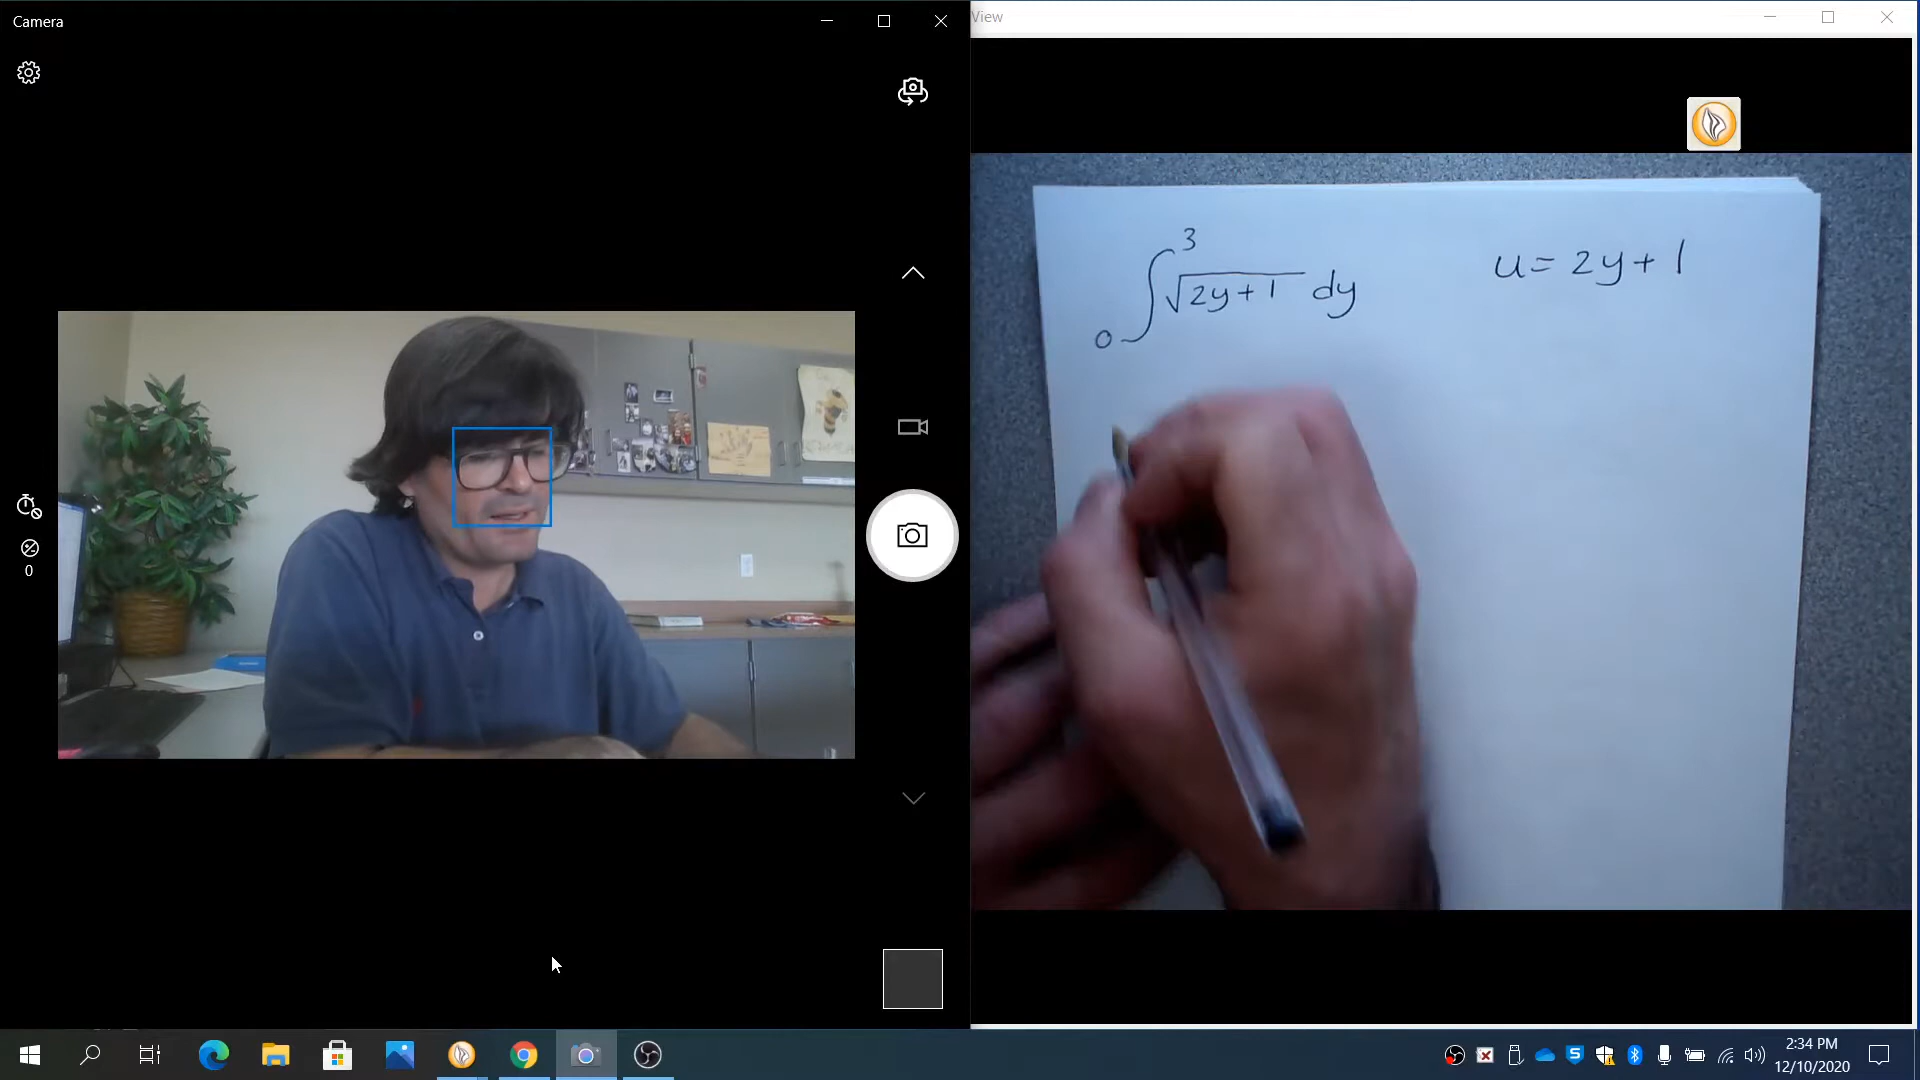 Camera
View
3
∫ √2y+1 dy
0
u = 2y + 1
0
2:34 PM
12/10/2020